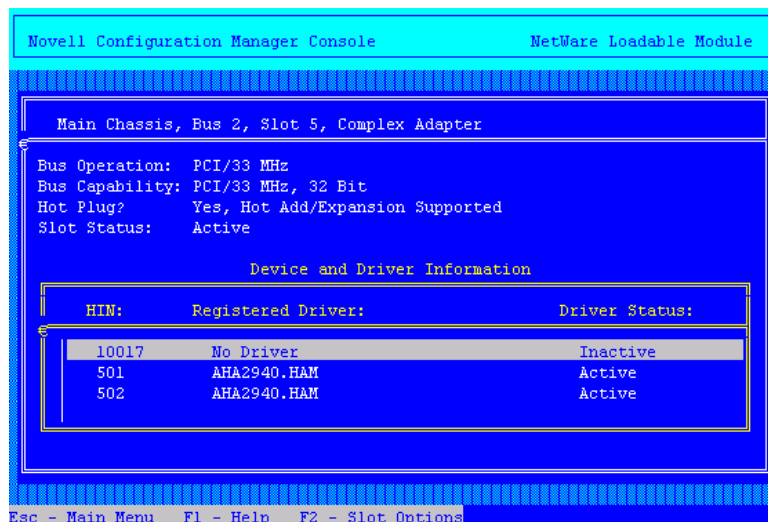 Novell Configuration Manager Console NetWare Loadable Module
Main Chassis, Bus 2, Slot 5, Complex Adapter
Bus Operation: PCI/33 MHz
Bus Capability: PCI/33 MHz, 32 Bit
Hot Plug? Yes, Hot Add/Expansion Supported
Slot Status: Active
Device and Driver Information
HIN: Registered Driver: Driver Status:
10017 No Driver Inactive
501 AHA2940.HAM Active
502 AHA2940.HAM Active
Esc - Main Menu F1 - Help F2 - Slot Options